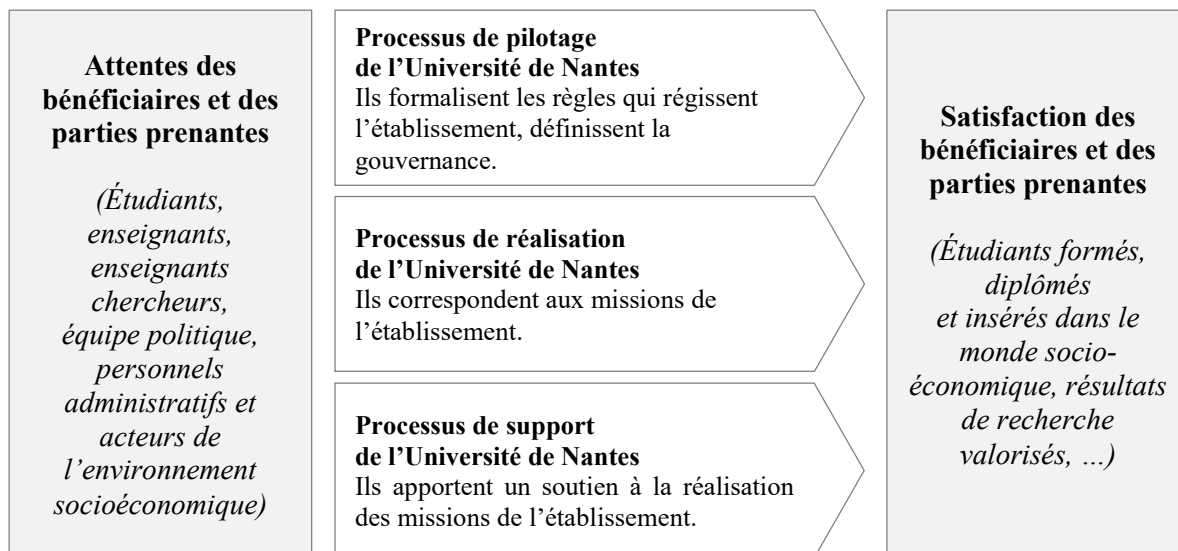 Attentes des
bénéficiaires et des
parties prenantes
(Étudiants,
enseignants,
enseignants
chercheurs,
équipe politique,
personnels
administratifs et
acteurs de
l’environnement
socioéconomique)
Processus de pilotage
de l’Université de Nantes
Ils formalisent les règles qui régissent
l’établissement, définissent la
gouvernance.
Processus de réalisation
de l’Université de Nantes
Ils correspondent aux missions de
l’établissement.
Processus de support
de l’Université de Nantes
Ils apportent un soutien à la réalisation
des missions de l’établissement.
Satisfaction des
bénéficiaires et des
parties prenantes
(Étudiants formés,
diplômés
et insérés dans le
monde socio-
économique, résultats
de recherche
valorisés, …)